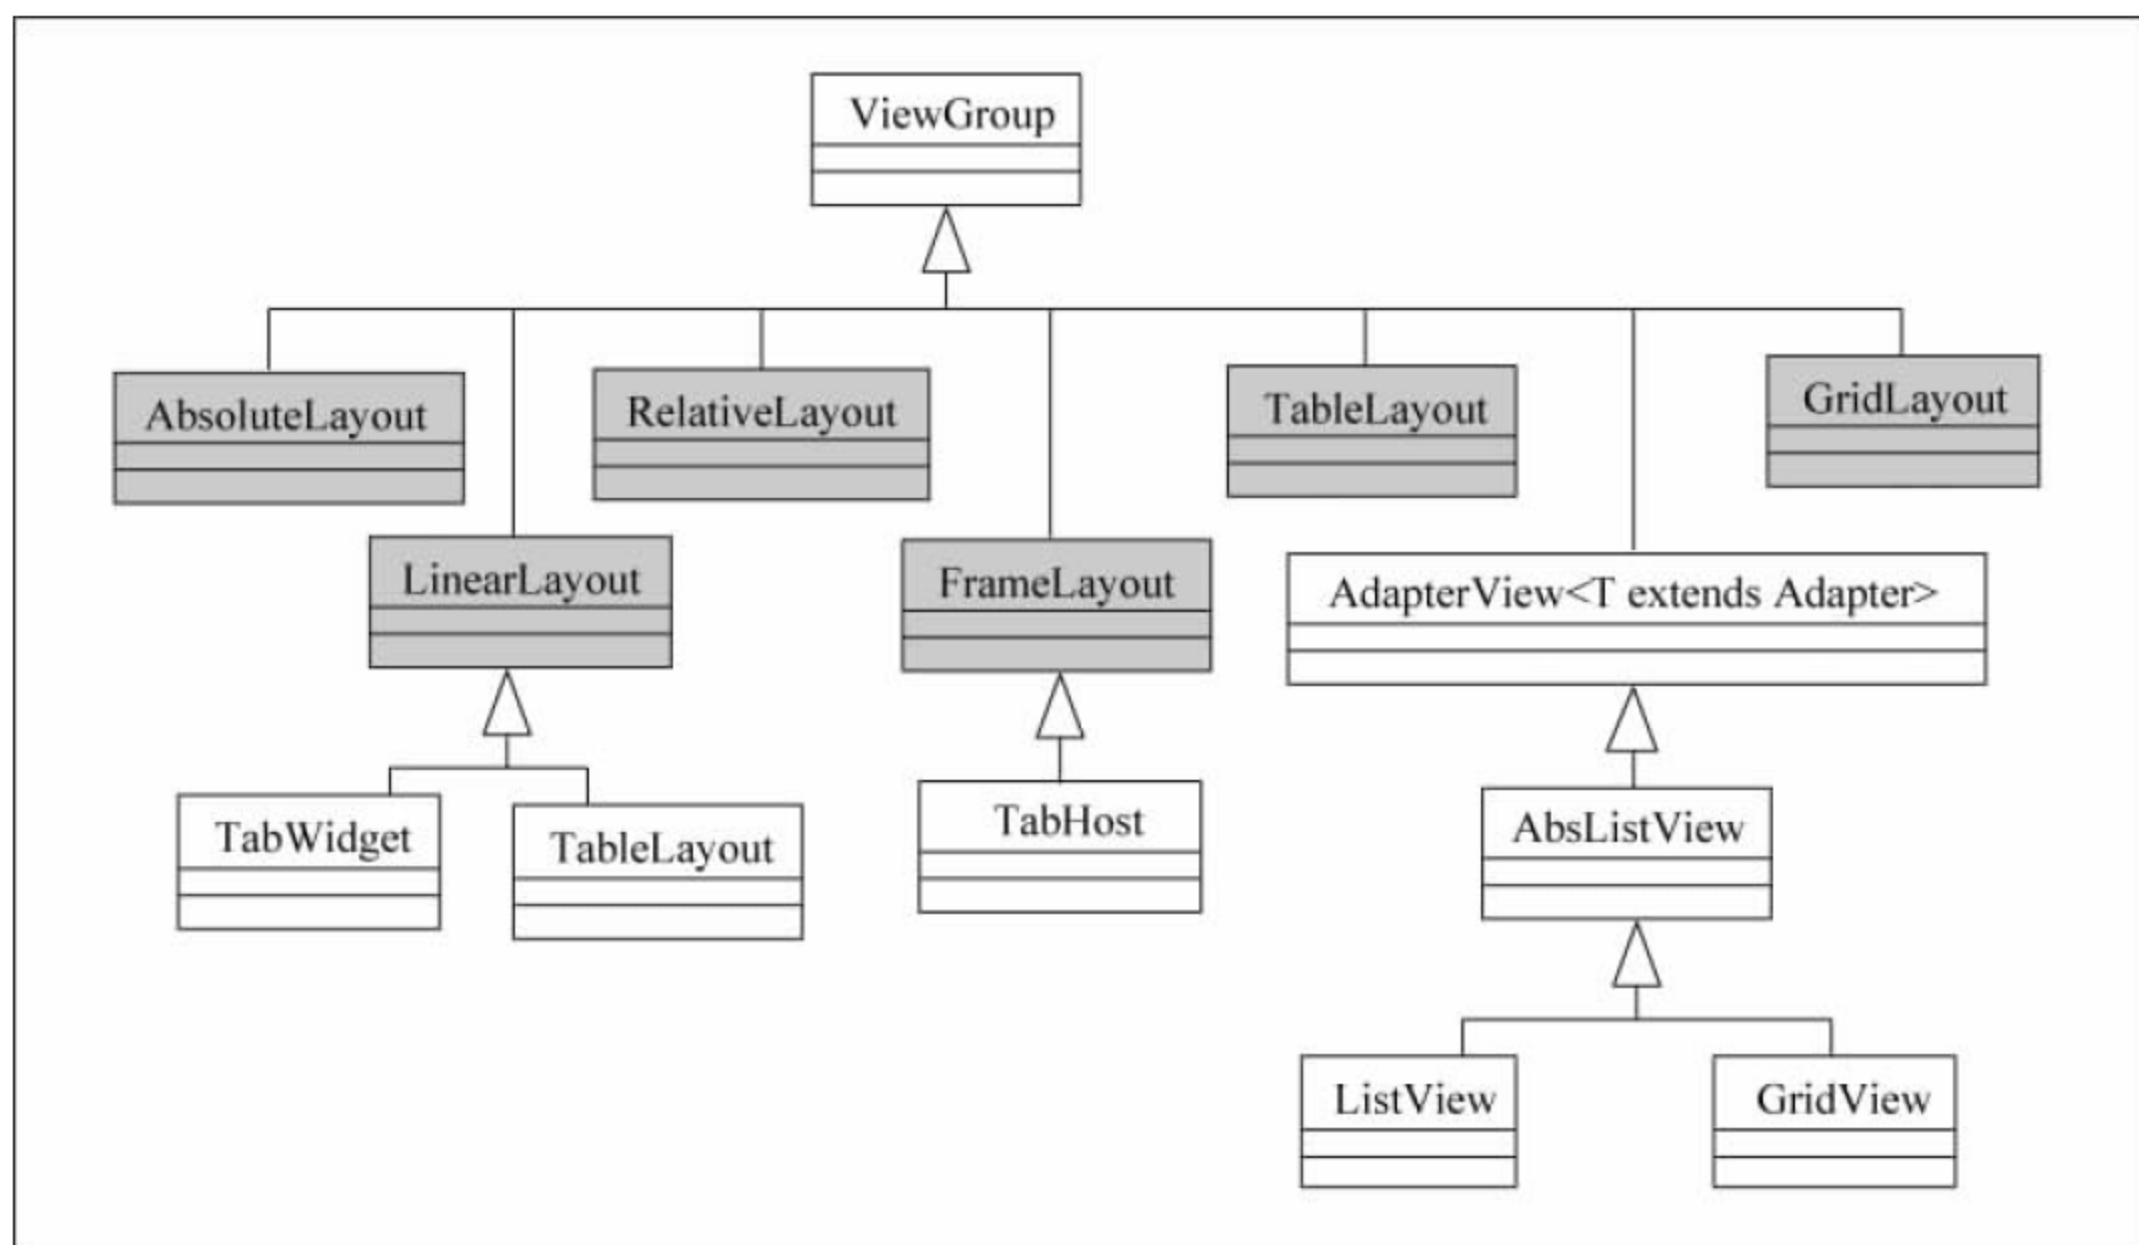 ViewGroup
AbsoluteLayout
RelativeLayout
TableLayout
GridLayout
LinearLayout
FrameLayout
AdapterView<T extends Adapter>
TabWidget
TableLayout
TabHost
AbsListView
ListView
GridView